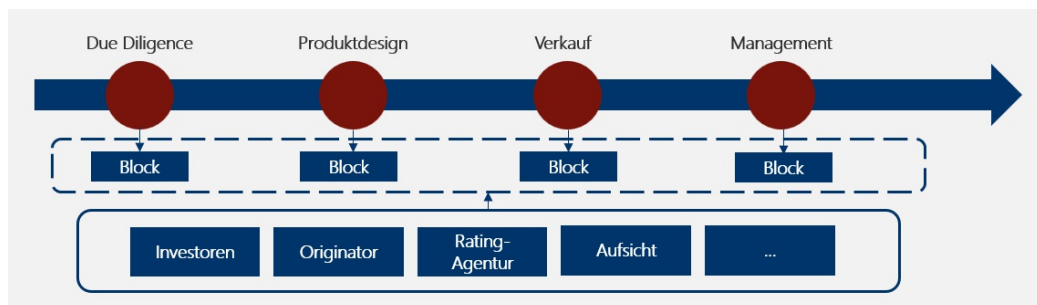 Due Diligence
Produktdesign
Verkauf
Management
Block
Block
Block
Block
Investoren
Originator
Rating-
Agentur
Aufsicht
...